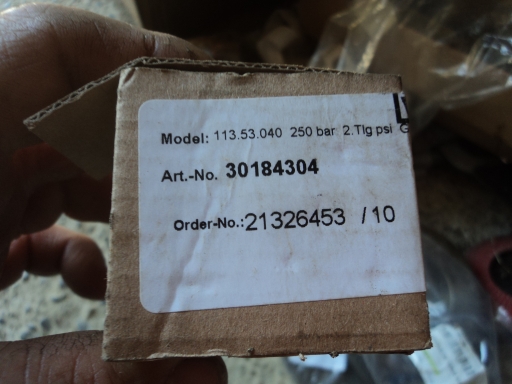 Model: 113.53.040 250 bar 2.Tlg psi G
Art.-No. 30184304
Order-No.:21326453 /10